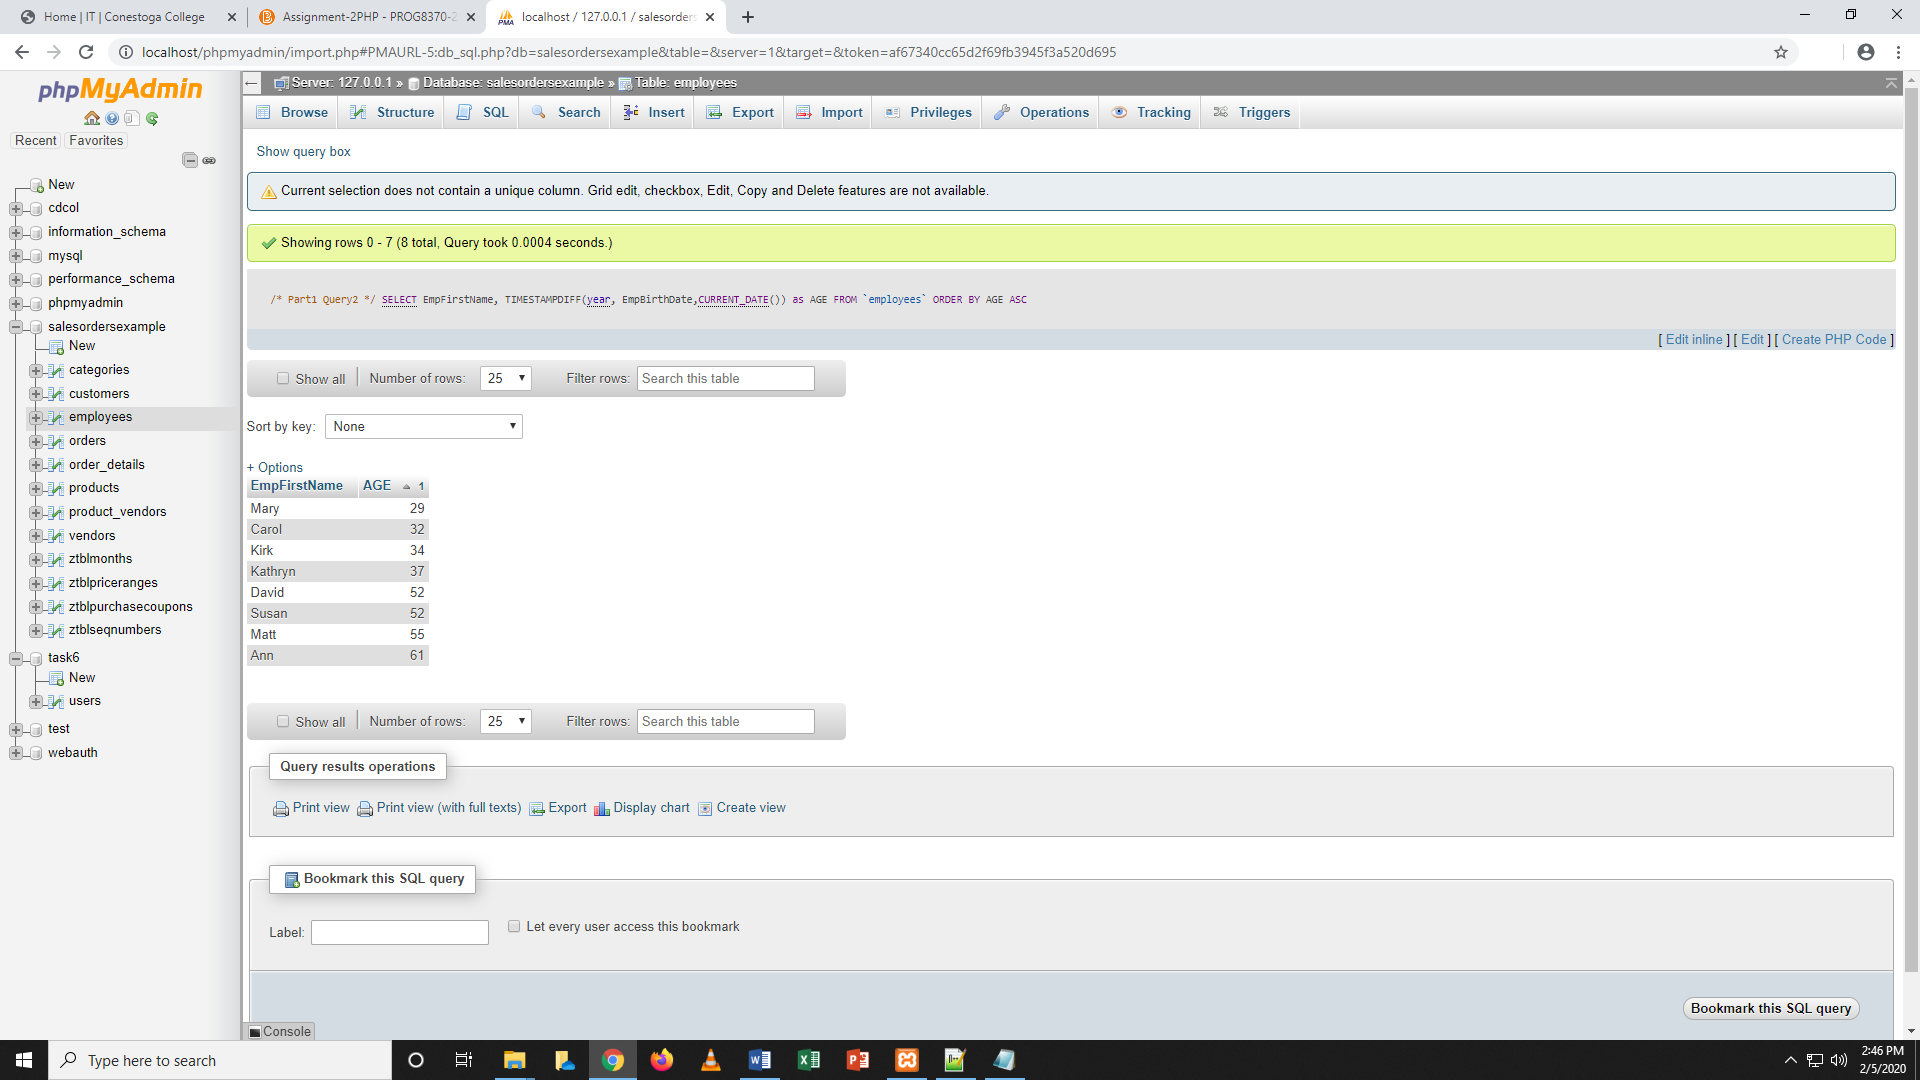 Home | IT | Conestoga College
Assignment-2PHP - PROG8370-2
localhost / 127.0.0.1 / salesorders
localhost/phpmyadmin/import.php#PMAURL-5:db_sql.php?db=salesordersexample&table=&server=1&target=&token=af67340cc65d2f69fb3945f3a520d695
phpMyAdmin
Recent Favorites
New
cdcol
information_schema
mysql
performance_schema
phpmyadmin
salesordersexample
New
categories
customers
employees
orders
order_details
products
product_vendors
vendors
ztblmonths
ztblpriceranges
ztblpurchasecoupons
ztblseqnumbers
task6
New
users
test
webauth
Server: 127.0.0.1 » Database: salesordersexample » Table: employees
Browse Structure SQL Search Insert Export Import Privileges Operations Tracking Triggers
Show query box
Current selection does not contain a unique column. Grid edit, checkbox, Edit, Copy and Delete features are not available.
Showing rows 0 - 7 (8 total, Query took 0.0004 seconds.)
/* Part1 Query2 */ SELECT EmpFirstName, TIMESTAMPDIFF(year, EmpBirthDate,CURRENT_DATE()) as AGE FROM `employees` ORDER BY AGE ASC
[ Edit inline ] [ Edit ] [ Create PHP Code ]
Show all Number of rows: 25 Filter rows: Search this table
Sort by key: None
+ Options
EmpFirstName AGE 1
Mary 29
Carol 32
Kirk 34
Kathryn 37
David 52
Susan 52
Matt 55
Ann 61
Show all Number of rows: 25 Filter rows: Search this table
Query results operations
Print view Print view (with full texts) Export Display chart Create view
Bookmark this SQL query
Label: Let every user access this bookmark
Bookmark this SQL query
Console
Type here to search
2:46 PM
2/5/2020